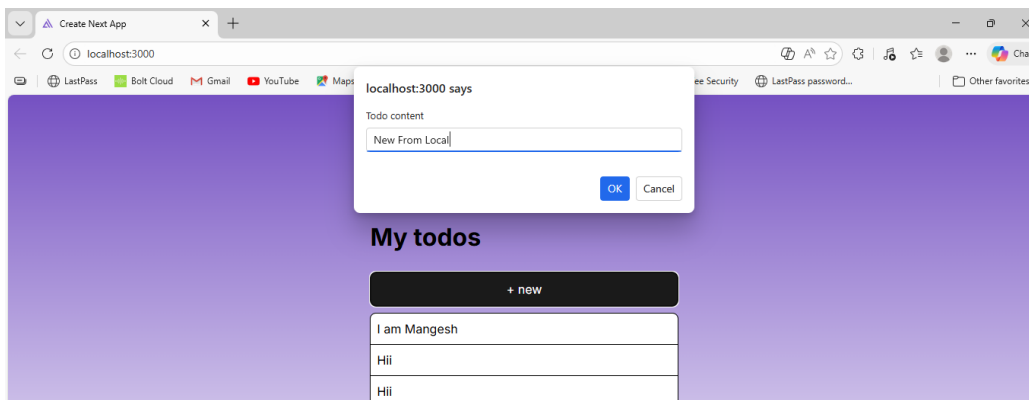 Create Next App
localhost:3000
LastPass Bolt Cloud Gmail YouTube Maps ee Security LastPass password... Other favorites
Cha
localhost:3000 says
Todo content
New From Local
OK Cancel
My todos
+ new
I am Mangesh
Hii
Hii